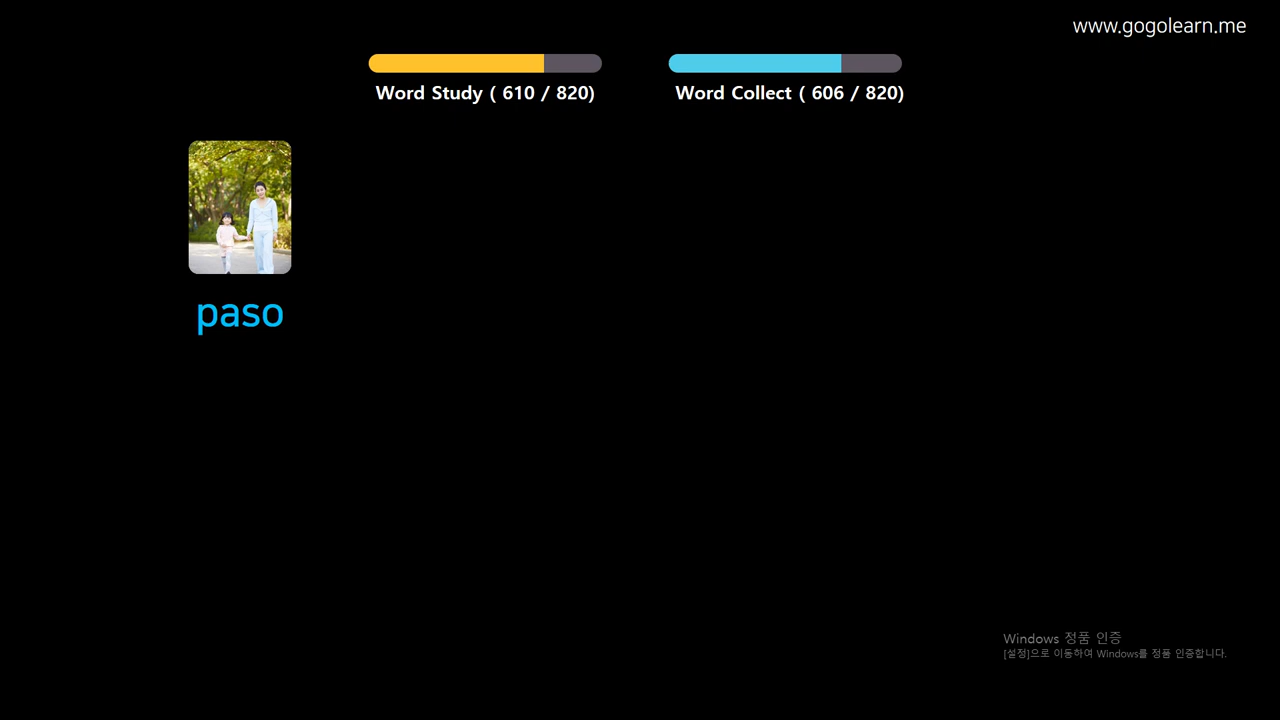 www.gogolearn.me
Word Study ( 610 / 820)
Word Collect ( 606 / 820)
paso
Windows 정품 인증
[설정]으로 이동하여 Windows를 정품 인증합니다.